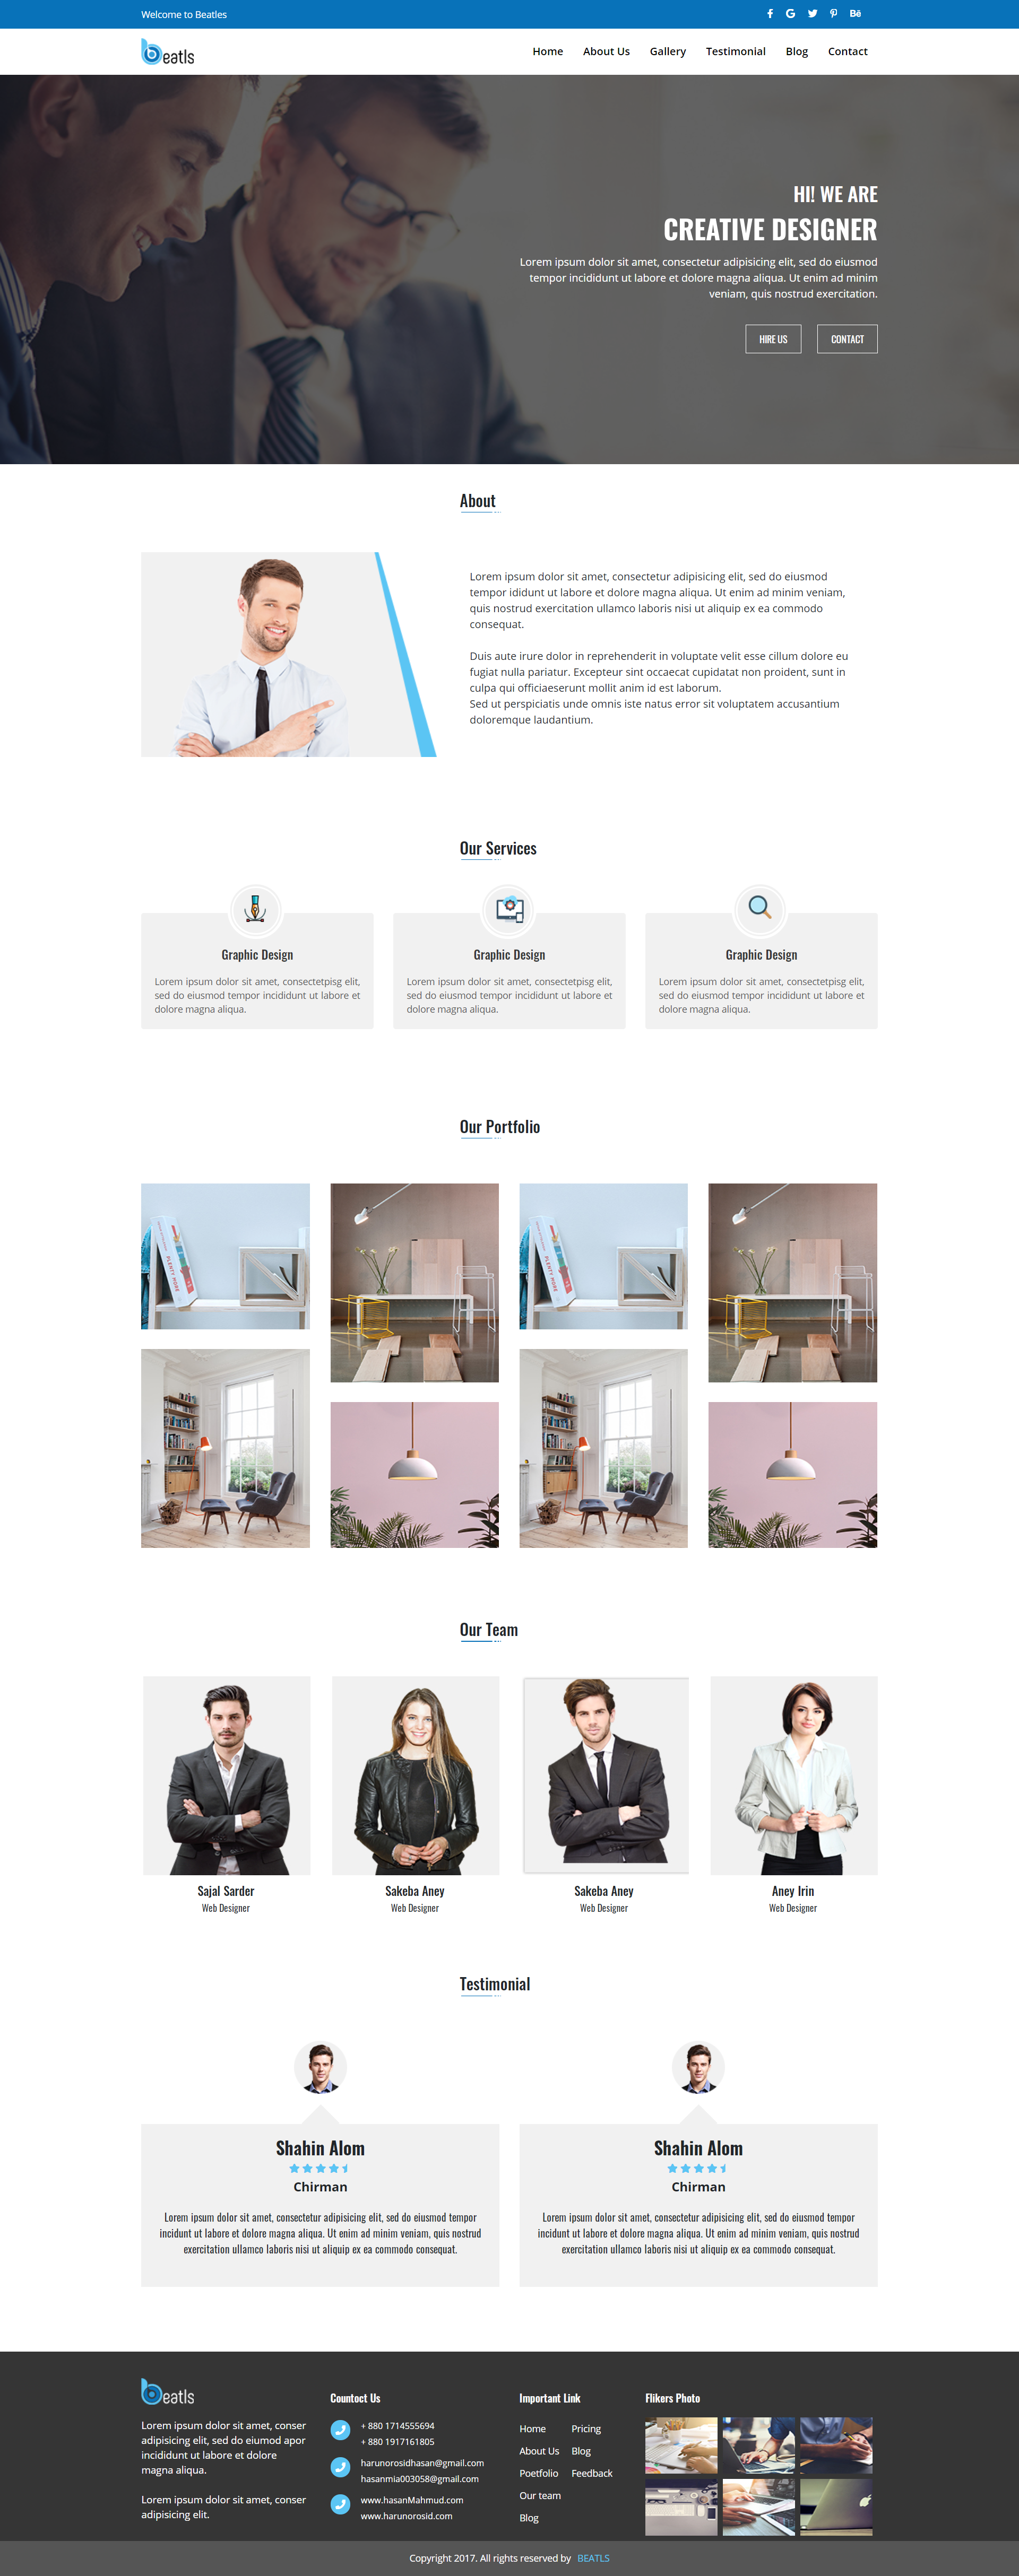 Welcome to Beatles
beatls
Home About Us Gallery Testimonial Blog Contact
HI! WE ARE
CREATIVE DESIGNER
Lorem ipsum dolor sit amet, consectetur adipisicing elit, sed do eiusmod
tempor incididunt ut labore et dolore magna aliqua. Ut enim ad minim
veniam, quis nostrud exercitation.
HIRE US CONTACT
About
Lorem ipsum dolor sit amet, consectetur adipisicing elit, sed do eiusmod
tempor ididunt ut labore et dolore magna aliqua. Ut enim ad minim veniam,
quis nostrud exercitation ullamco laboris nisi ut aliquip ex ea commodo
consequat.
Duis aute irure dolor in reprehenderit in voluptate velit esse cillum dolore eu
fugiat nulla pariatur. Excepteur sint occaecat cupidatat non proident, sunt in
culpa qui officiaeserunt mollit anim id est laborum.
Sed ut perspiciatis unde omnis iste natus error sit voluptatem accusantium
doloremque laudantium.
Our Services
Graphic Design
Lorem ipsum dolor sit amet, consectetpisg elit,
sed do eiusmod tempor incididunt ut labore et
dolore magna aliqua.
Graphic Design
Lorem ipsum dolor sit amet, consectetpisg elit,
sed do eiusmod tempor incididunt ut labore et
dolore magna aliqua.
Graphic Design
Lorem ipsum dolor sit amet, consectetpisg elit,
sed do eiusmod tempor incididunt ut labore et
dolore magna aliqua.
Our Portfolio
PLENTY MORE
PLENTY MORE
Our Team
Sajal Sarder
Web Designer
Sakeba Aney
Web Designer
Sakeba Aney
Web Designer
Aney Irin
Web Designer
Testimonial
Shahin Alom
Chirman
Lorem ipsum dolor sit amet, consectetur adipisicing elit, sed do eiusmod tempor
incidunt ut labore et dolore magna aliqua. Ut enim ad minim veniam, quis nostrud
exercitation ullamco laboris nisi ut aliquip ex ea commodo consequat.
Shahin Alom
Chirman
Lorem ipsum dolor sit amet, consectetur adipisicing elit, sed do eiusmod tempor
incidunt ut labore et dolore magna aliqua. Ut enim ad minim veniam, quis nostrud
exercitation ullamco laboris nisi ut aliquip ex ea commodo consequat.
beatls
Lorem ipsum dolor sit amet, conser
adipisicing elit, sed do eiumod apor
incididunt ut labore et dolore
magna aliqua.
Lorem ipsum dolor sit amet, conser
adipisicing elit.
Countoct Us
+ 880 1714555694
+ 880 1917161805
harunorosidhasan@gmail.com
hasanmia003058@gmail.com
www.hasanMahmud.com
www.harunorosid.com
Important Link
Home Pricing
About Us Blog
Poetfolio Feedback
Our team
Blog
Flikers Photo
Copyright 2017. All rights reserved by BEATLS